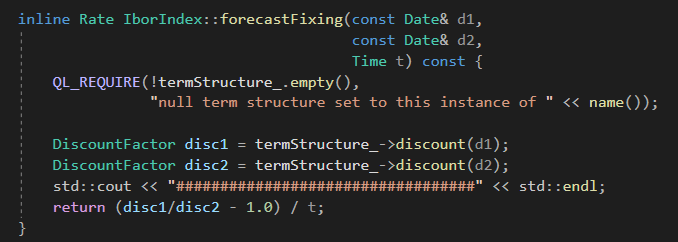 inline Rate IborIndex::forecastFixing(const Date& d1,
const Date& d2,
Time t) const {
QL_REQUIRE(!termStructure_.empty(),
"null term structure set to this instance of " << name());
DiscountFactor disc1 = termStructure_->discount(d1);
DiscountFactor disc2 = termStructure_->discount(d2);
std::cout << "##################################" << std::endl;
return (disc1/disc2 - 1.0) / t;
}